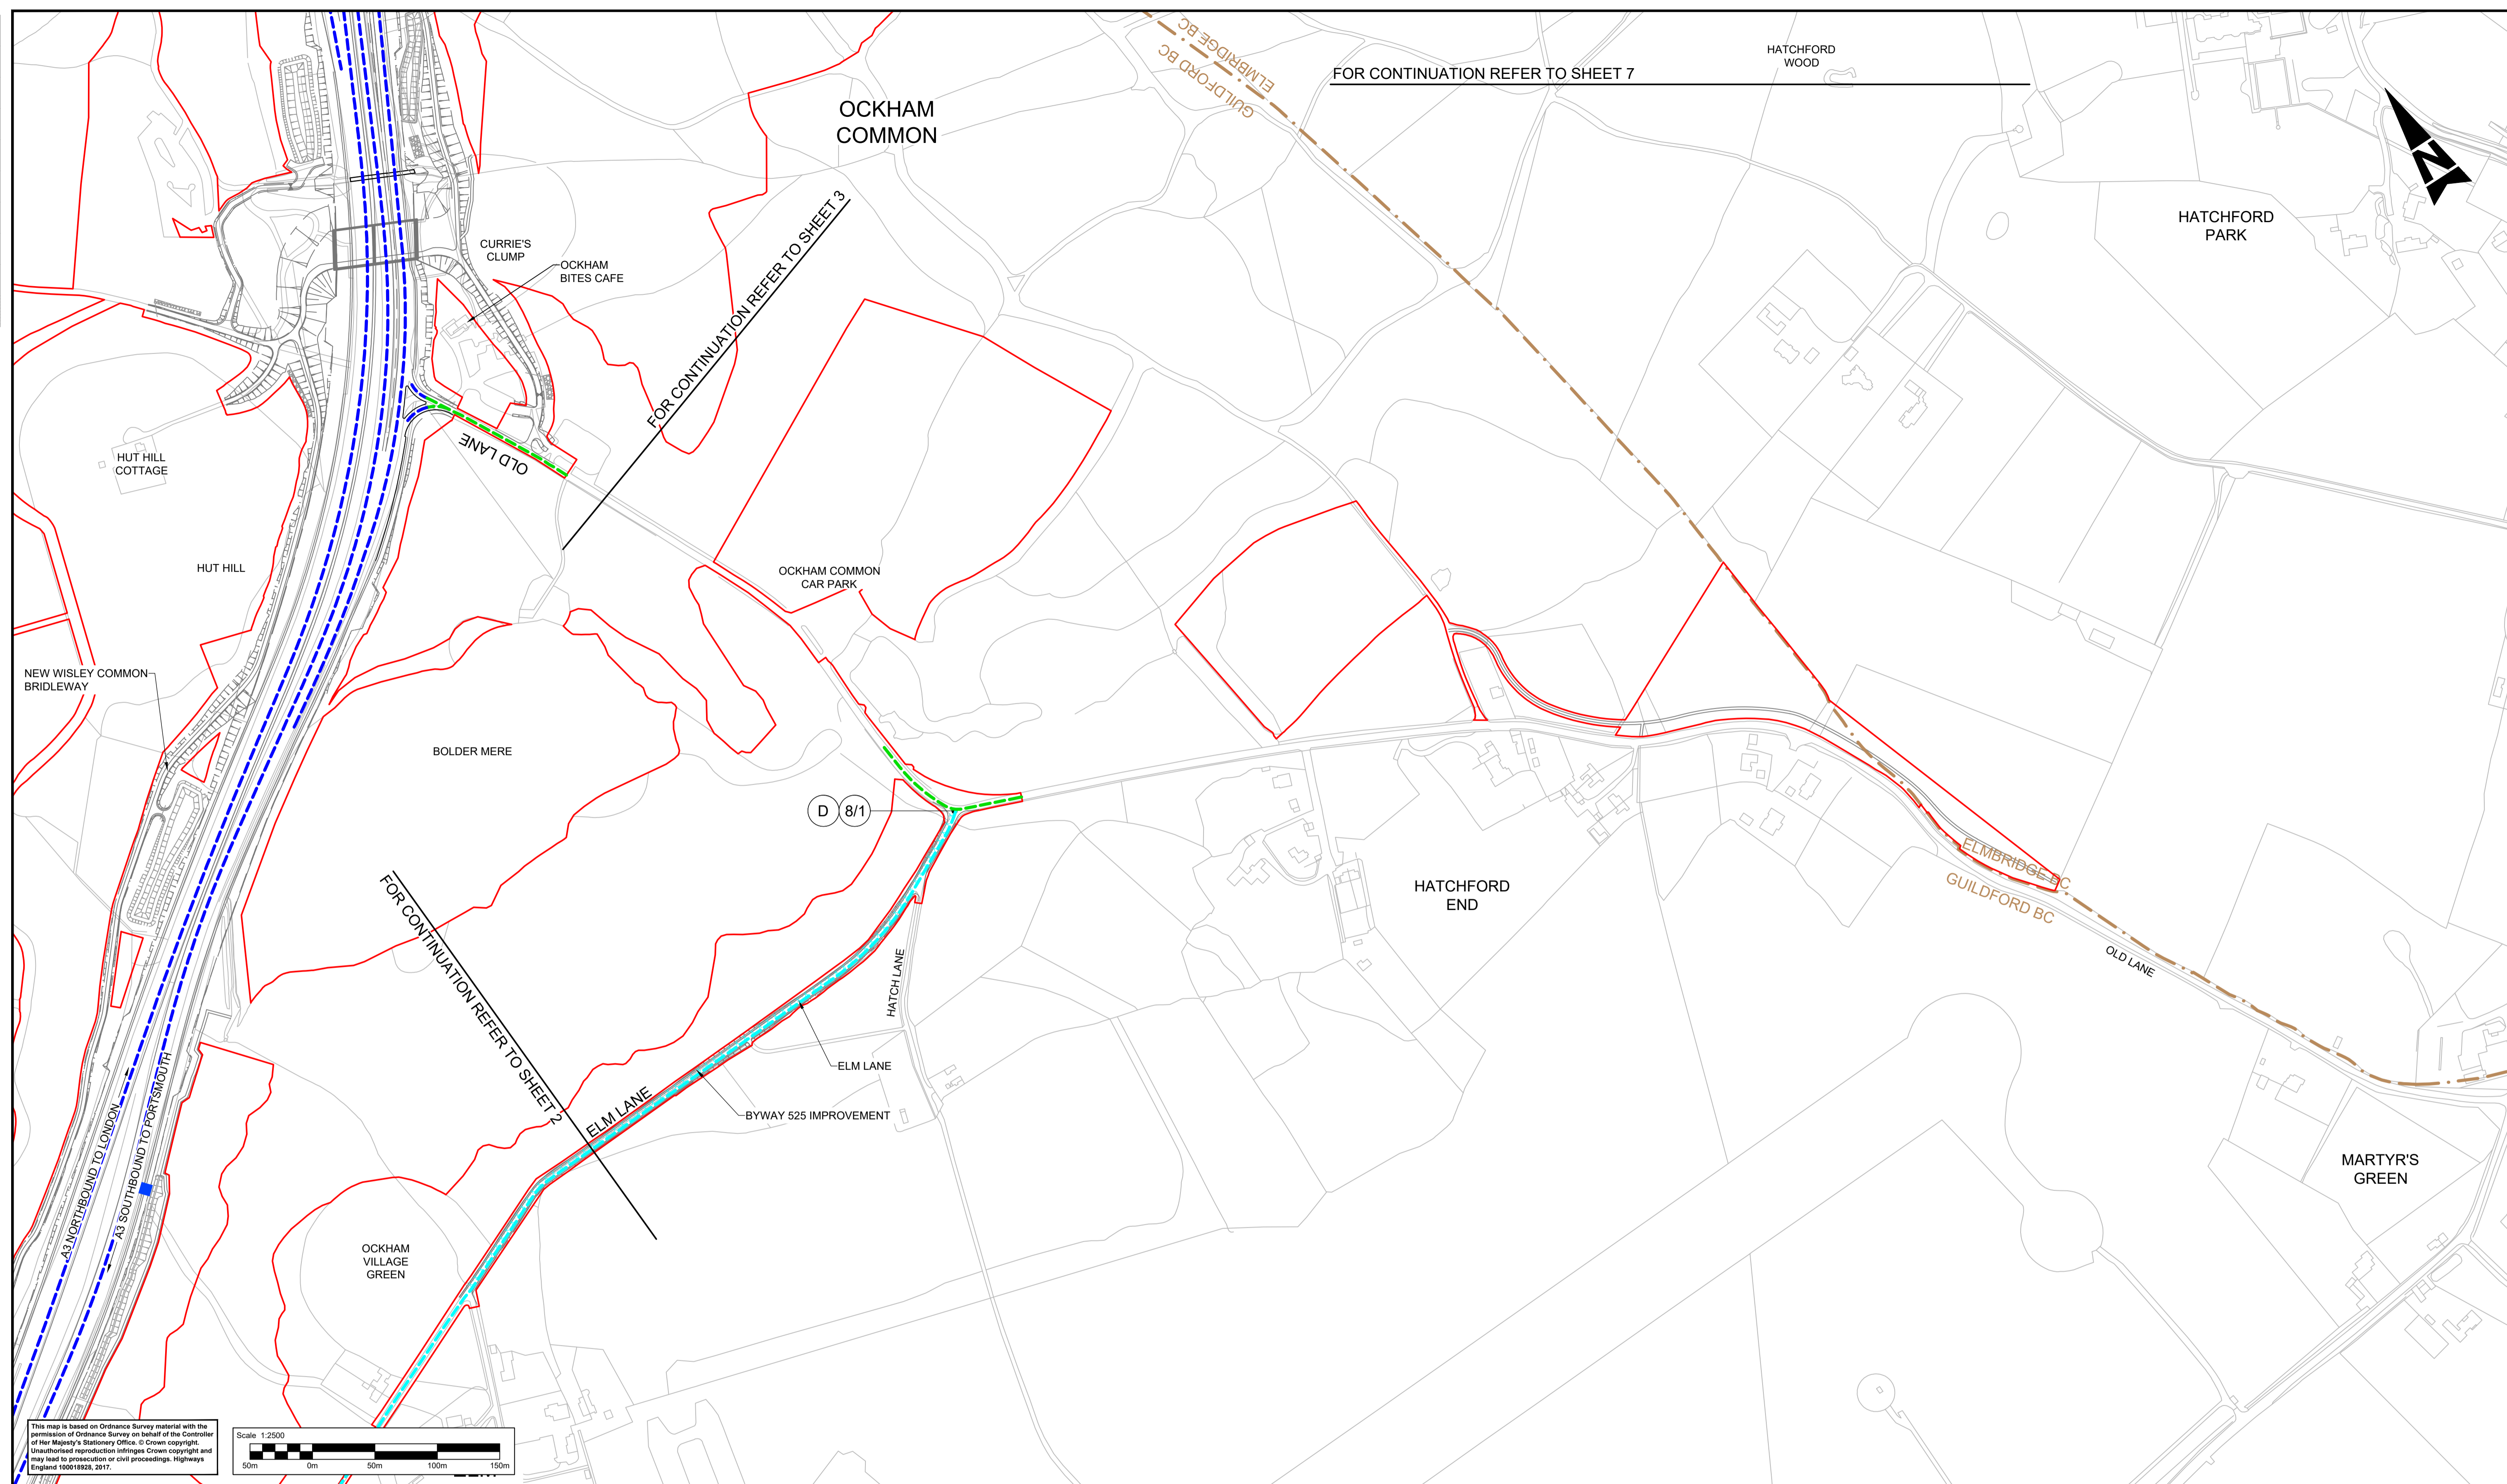 ELMBRIDGE BC
GUILDFORD BC
HATCHFORD
WOOD
FOR CONTINUATION REFER TO SHEET 7
OCKHAM
COMMON
N
HATCHFORD
PARK
CURRIE'S
CLUMP
OCKHAM
BITES CAFE
FOR CONTINUATION REFER TO SHEET 3
OLD LANE
HUT HILL
COTTAGE
HUT HILL
OCKHAM COMMON
CAR PARK
NEW WISLEY COMMON
BRIDLEWAY
BOLDER MERE
D 8/1
ELMBRIDGE BC
GUILDFORD BC
HATCHFORD
END
FOR CONTINUATION REFER TO SHEET 2
HATCH LANE
OLD LANE
ELM LANE
ELM LANE
BYWAY 525 IMPROVEMENT
A3 NORTHBOUND TO LONDON
A3 SOUTHBOUND TO PORTSMOUTH
MARTYR'S
GREEN
OCKHAM
VILLAGE
GREEN
This map is based on Ordnance Survey material with the
permission of Ordnance Survey on behalf of the Controller
of Her Majesty's Stationery Office. © Crown copyright.
Unauthorised reproduction infringes Crown copyright and
may lead to prosecution or civil proceedings. Highways
England 100018928, 2017.
Scale 1:2500
50m 0m 50m 100m 150m